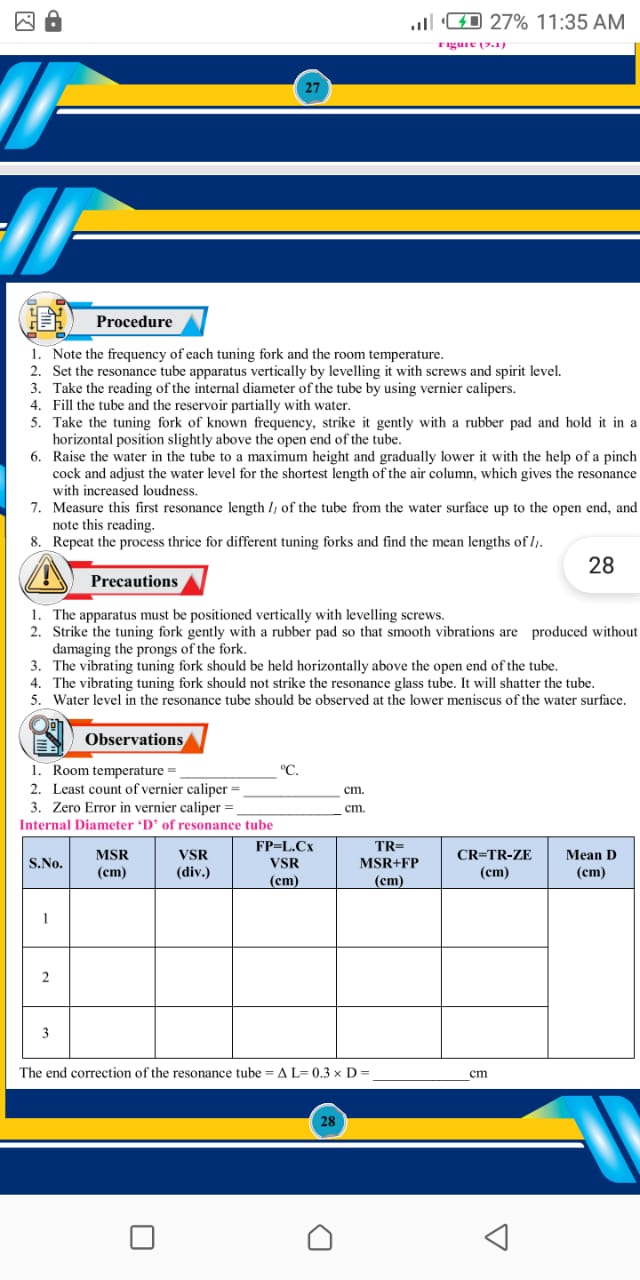 27% 11:35 AM
Figure (9.1)
27
Procedure
1. Note the frequency of each tuning fork and the room temperature.
2. Set the resonance tube apparatus vertically by levelling it with screws and spirit level.
3. Take the reading of the internal diameter of the tube by using vernier calipers.
4. Fill the tube and the reservoir partially with water.
5. Take the tuning fork of known frequency, strike it gently with a rubber pad and hold it in a
horizontal position slightly above the open end of the tube.
6. Raise the water in the tube to a maximum height and gradually lower it with the help of a pinch
cock and adjust the water level for the shortest length of the air column, which gives the resonance
with increased loudness.
7. Measure this first resonance length l₁ of the tube from the water surface up to the open end, and
note this reading.
8. Repeat the process thrice for different tuning forks and find the mean lengths of l₁.
28
Precautions
1. The apparatus must be positioned vertically with levelling screws.
2. Strike the tuning fork gently with a rubber pad so that smooth vibrations are produced without
damaging the prongs of the fork.
3. The vibrating tuning fork should be held horizontally above the open end of the tube.
4. The vibrating tuning fork should not strike the resonance glass tube. It will shatter the tube.
5. Water level in the resonance tube should be observed at the lower meniscus of the water surface.
Observations
1. Room temperature = ______________ ºC.
2. Least count of vernier caliper = ______________ cm.
3. Zero Error in vernier caliper = ______________ cm.
Internal Diameter ‘D’ of resonance tube
S.No.
MSR
(cm)
VSR
(div.)
FP=L.Cx
VSR
(cm)
TR=
MSR+FP
(cm)
CR=TR-ZE
(cm)
Mean D
(cm)
1
2
3
The end correction of the resonance tube = Δ L= 0.3 × D = ______________ cm
28